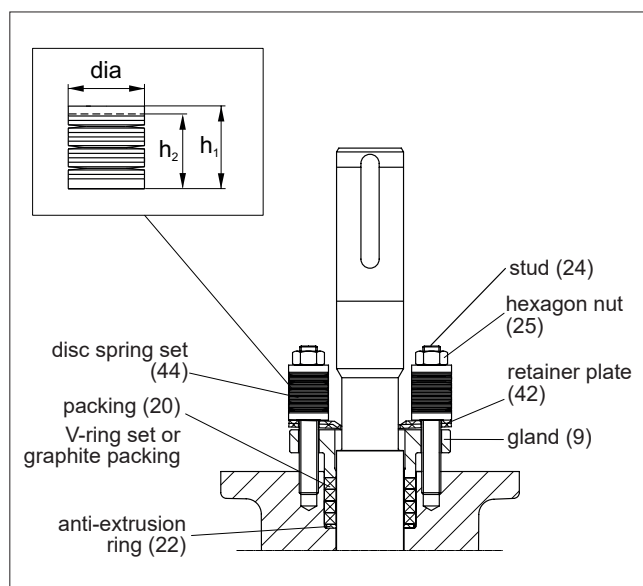 dia
h2
h1
stud (24)
hexagon nut
(25)
disc spring set
(44)
retainer plate
(42)
packing (20)
V-ring set or
graphite packing
gland (9)
anti-extrusion
ring (22)